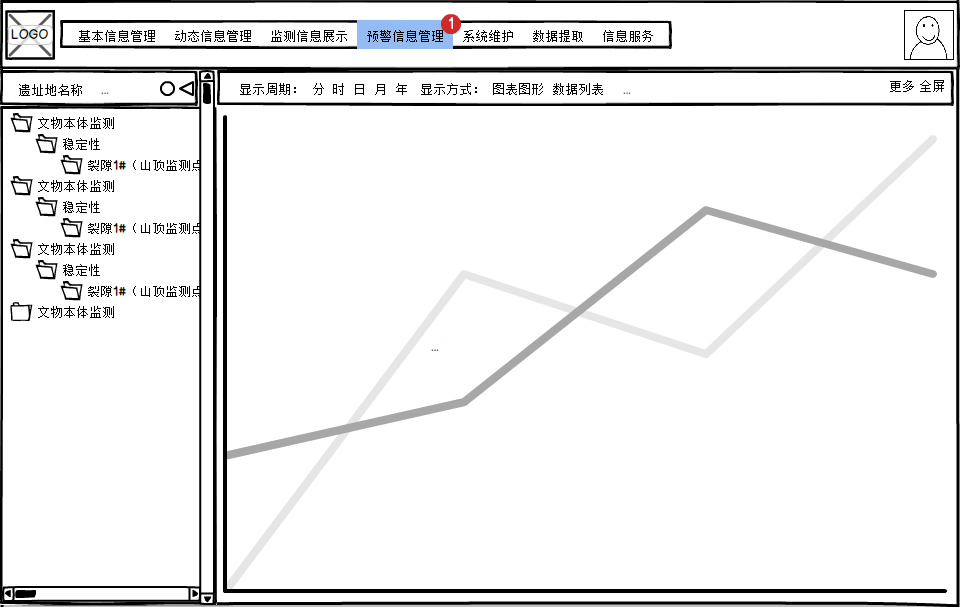 LOGO 基本信息管理 动态信息管理 监测信息展示 预警信息管理 1 系统维护 数据提取 信息服务
遗址地名称 ... 显示周期： 分 时 日 月 年 显示方式： 图表图形 数据列表 ... 更多 全屏
文物本体监测
稳定性
裂隙1#（山顶监测点
文物本体监测
稳定性
裂隙1#（山顶监测点
文物本体监测
稳定性
裂隙1#（山顶监测点
文物本体监测
...